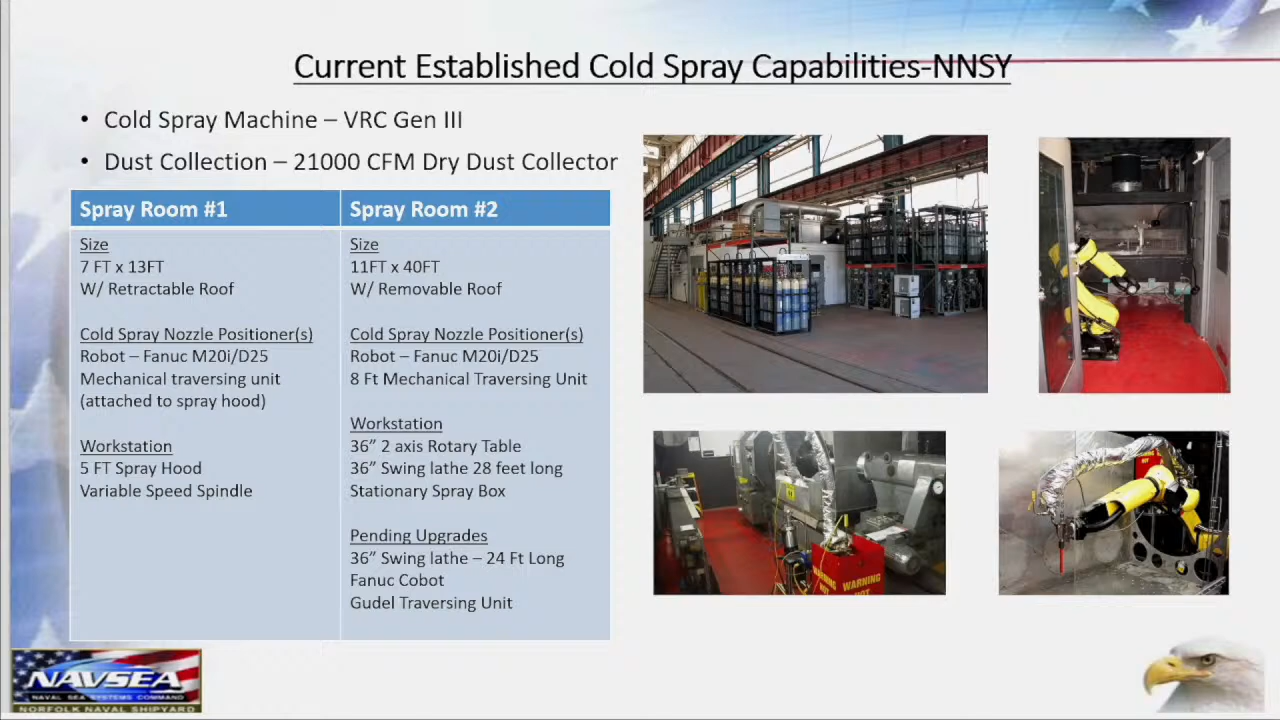 Current Established Cold Spray Capabilities-NNSY
• Cold Spray Machine – VRC Gen III
• Dust Collection – 21000 CFM Dry Dust Collector
Spray Room #1
Size
7 FT x 13FT
W/ Retractable Roof
Cold Spray Nozzle Positioner(s)
Robot – Fanuc M20i/D25
Mechanical traversing unit
(attached to spray hood)
Workstation
5 FT Spray Hood
Variable Speed Spindle
Spray Room #2
Size
11FT x 40FT
W/ Removable Roof
Cold Spray Nozzle Positioner(s)
Robot – Fanuc M20i/D25
8 Ft Mechanical Traversing Unit
Workstation
36” 2 axis Rotary Table
36” Swing lathe 28 feet long
Stationary Spray Box
Pending Upgrades
36” Swing lathe – 24 Ft Long
Fanuc Cobot
Gudel Traversing Unit
WARNING
HOT
WARNING
HOT
NAVSEA
NAVAL SEA SYSTEMS COMMAND
NORFOLK NAVAL SHIPYARD